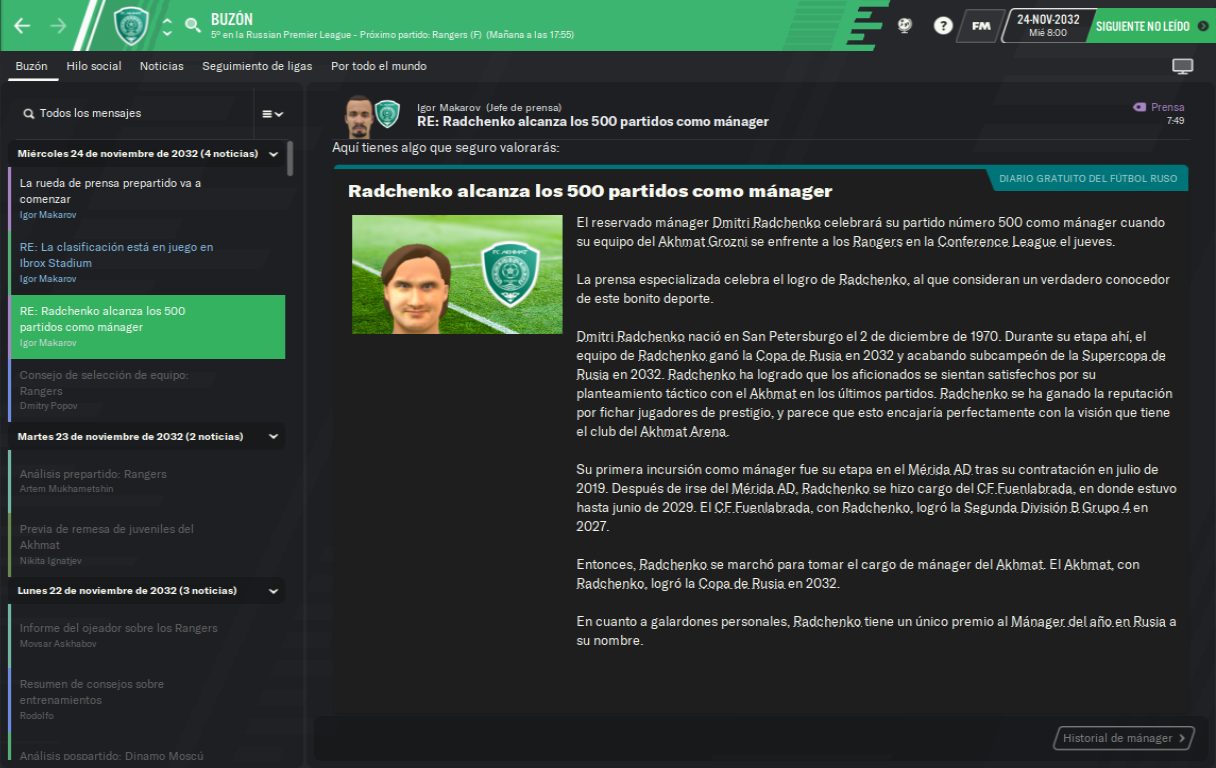 BUZÓN
5º en la Russian Premier League - Próximo partido: Rangers (F) (Mañana a las 17:55)
FM
24-NOV-2032
Mié 8:00
SIGUIENTE NO LEÍDO
Buzón Hilo social Noticias Seguimiento de ligas Por todo el mundo
Todos los mensajes
Miércoles 24 de noviembre de 2032 (4 noticias)
La rueda de prensa prepartido va a
comenzar
Igor Makarov
RE: La clasificación está en juego en
Ibrox Stadium
Igor Makarov
RE: Radchenko alcanza los 500
partidos como mánager
Igor Makarov
Consejo de selección de equipo:
Rangers
Dmitry Popov
Martes 23 de noviembre de 2032 (2 noticias)
Análisis prepartido: Rangers
Artem Mukhametshin
Previa de remesa de juveniles del
Akhmat
Nikita Ignatjev
Lunes 22 de noviembre de 2032 (3 noticias)
Informe del ojeador sobre los Rangers
Movsar Askhabov
Resumen de consejos sobre
entrenamientos
Rodolfo
Análisis pospartido: Dinamo Moscú
Igor Makarov (Jefe de prensa)
RE: Radchenko alcanza los 500 partidos como mánager
Prensa
7:49
Aquí tienes algo que seguro valorarás:
DIARIO GRATUITO DEL FÚTBOL RUSO
Radchenko alcanza los 500 partidos como mánager
El reservado mánager Dmitri Radchenko celebrará su partido número 500 como mánager cuando
su equipo del Akhmat Grozni se enfrente a los Rangers en la Conference League el jueves.
La prensa especializada celebra el logro de Radchenko, al que consideran un verdadero conocedor
de este bonito deporte.
Dmitri Radchenko nació en San Petersburgo el 2 de diciembre de 1970. Durante su etapa ahí, el
equipo de Radchenko ganó la Copa de Rusia en 2032 y acabando subcampeón de la Supercopa de
Rusia en 2032. Radchenko ha logrado que los aficionados se sientan satisfechos por su
planteamiento táctico con el Akhmat en los últimos partidos. Radchenko se ha ganado la reputación
por fichar jugadores de prestigio, y parece que esto encajaría perfectamente con la visión que tiene
el club del Akhmat Arena.
Su primera incursión como mánager fue su etapa en el Mérida AD tras su contratación en julio de
2019. Después de irse del Mérida AD, Radchenko se hizo cargo del CF Fuenlabrada, en donde estuvo
hasta junio de 2029. El CF Fuenlabrada, con Radchenko, logró la Segunda División B Grupo 4 en
2027.
Entonces, Radchenko se marchó para tomar el cargo de mánager del Akhmat. El Akhmat, con
Radchenko, logró la Copa de Rusia en 2032.
En cuanto a galardones personales, Radchenko tiene un único premio al Mánager del año en Rusia a
su nombre.
Historial de mánager